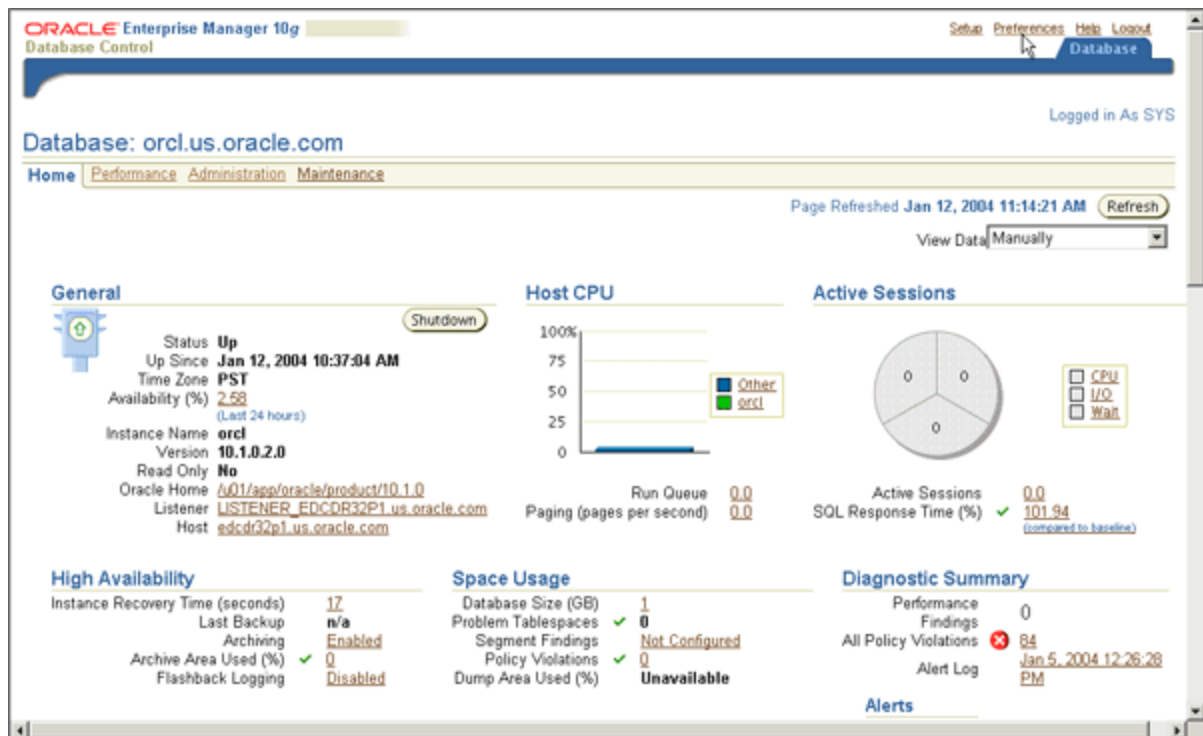 ORACLE Enterprise Manager 10g
Database Control
Setup Preferences Help Logout
Database
Logged in As SYS
Database: orcl.us.oracle.com
Home Performance Administration Maintenance
Page Refreshed Jan 12, 2004 11:14:21 AM Refresh
View Data Manually
General
Shutdown
Status Up
Up Since Jan 12, 2004 10:37:04 AM
Time Zone PST
Availability (%) 2.58
(Last 24 hours)
Instance Name orcl
Version 10.1.0.2.0
Read Only No
Oracle Home /u01/app/oracle/product/10.1.0
Listener LISTENER_EDCDR32P1.us.oracle.com
Host edcdr32p1.us.oracle.com
Host CPU
100%
75
50
25
0
Other
orcl
Run Queue 0.0
Paging (pages per second) 0.0
Active Sessions
0 0
0
CPU
I/O
Wait
Active Sessions 0.0
SQL Response Time (%) 101.94
(compared to baseline)
High Availability
Instance Recovery Time (seconds) 17
Last Backup n/a
Archiving Enabled
Archive Area Used (%) 0
Flashback Logging Disabled
Space Usage
Database Size (GB) 1
Problem Tablespaces 0
Segment Findings Not Configured
Policy Violations 0
Dump Area Used (%) Unavailable
Diagnostic Summary
Performance
Findings 0
All Policy Violations 84
Alert Log Jan 5, 2004 12:26:28
PM
Alerts